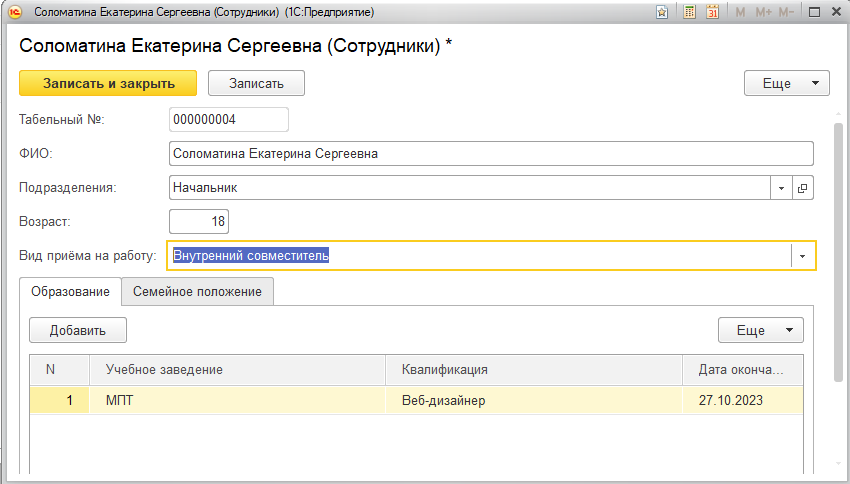 Соломатина Екатерина Сергеевна (Сотрудники) (1С:Предприятие)
M M+ M-
Соломатина Екатерина Сергеевна (Сотрудники) *
Записать и закрыть Записать Еще
Табельный №: 000000004
ФИО: Соломатина Екатерина Сергеевна
Подразделения: Начальник
Возраст: 18
Вид приёма на работу: Внутренний совместитель
Образование Семейное положение
Добавить Еще
N Учебное заведение Квалификация Дата оконча...
1 МПТ Веб-дизайнер 27.10.2023